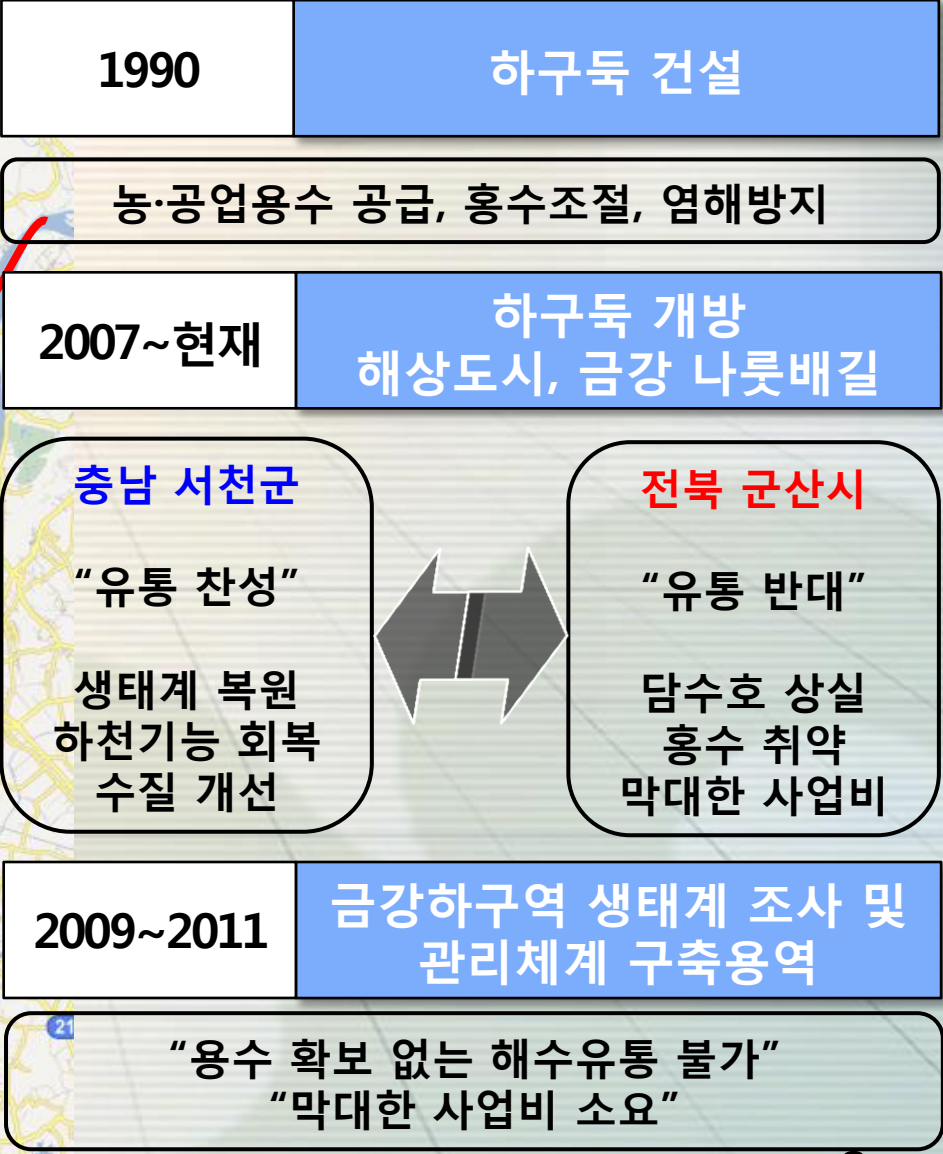 1990
하구둑 건설
농·공업용수 공급, 홍수조절, 염해방지
2007~현재
하구둑 개방
해상도시, 금강 나룻배길
충남 서천군
“유통 찬성”
생태계 복원
하천기능 회복
수질 개선
전북 군산시
“유통 반대”
담수호 상실
홍수 취약
막대한 사업비
2009~2011
금강하구역 생태계 조사 및
관리체계 구축용역
21
“용수 확보 없는 해수유통 불가”
“막대한 사업비 소요”